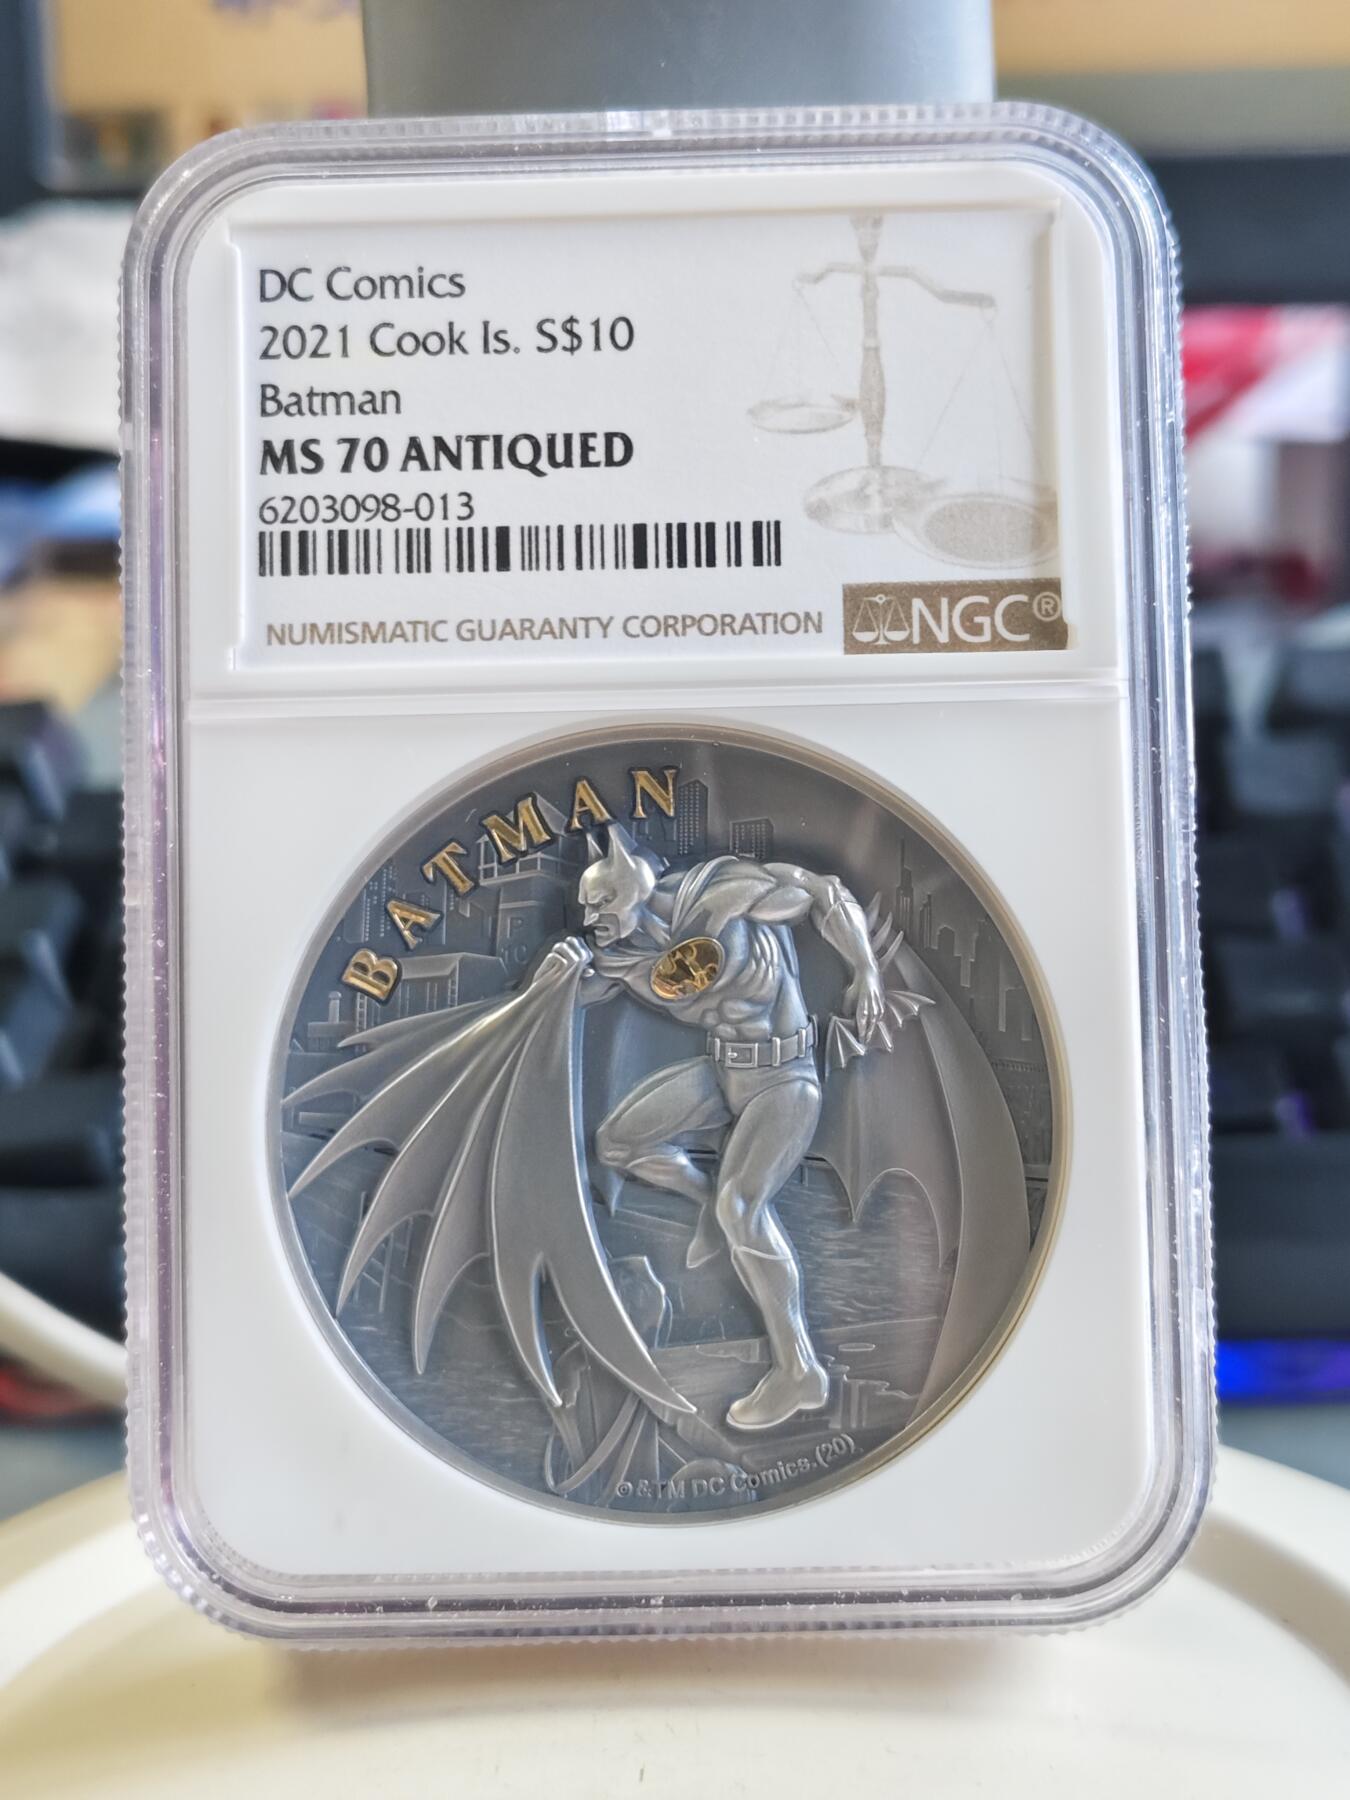 DC Comics
2021 Cook Is. S$10
Batman
MS 70 ANTIQUED
6203098-013
NUMISMATIC GUARANTY CORPORATION
NGC®
BATMAN
© & TM DC Comics. (20)